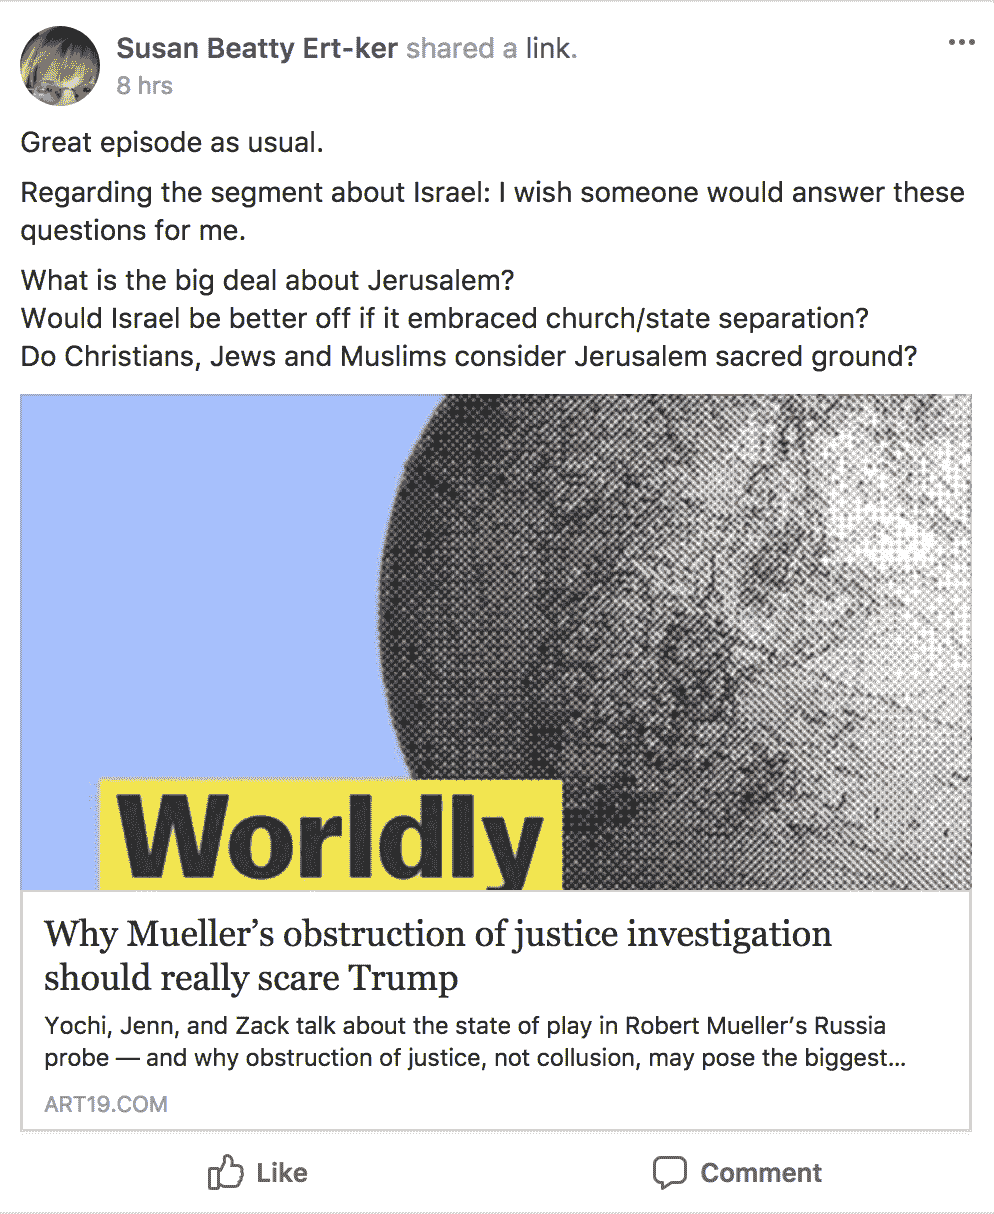 Susan Beatty Ert-ker shared a link.
8 hrs
Great episode as usual.
Regarding the segment about Israel: I wish someone would answer these
questions for me.
What is the big deal about Jerusalem?
Would Israel be better off if it embraced church/state separation?
Do Christians, Jews and Muslims consider Jerusalem sacred ground?
Worldly
Why Mueller’s obstruction of justice investigation
should really scare Trump
Yochi, Jenn, and Zack talk about the state of play in Robert Mueller’s Russia
probe — and why obstruction of justice, not collusion, may pose the biggest...
ART19.COM
Like
Comment